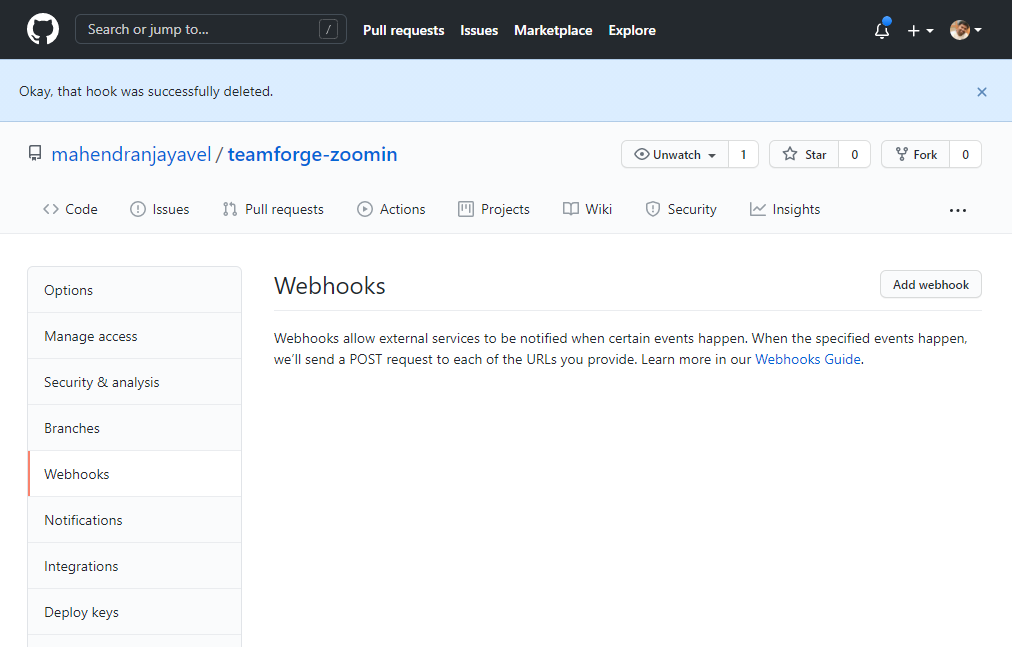 Search or jump to... / Pull requests Issues Marketplace Explore
Okay, that hook was successfully deleted.
mahendranjayavel / teamforge-zoomin Unwatch 1 Star 0 Fork 0
Code Issues Pull requests Actions Projects Wiki Security Insights ...
Options
Manage access
Security & analysis
Branches
Webhooks
Notifications
Integrations
Deploy keys
Webhooks Add webhook
Webhooks allow external services to be notified when certain events happen. When the specified events happen,
we’ll send a POST request to each of the URLs you provide. Learn more in our Webhooks Guide.